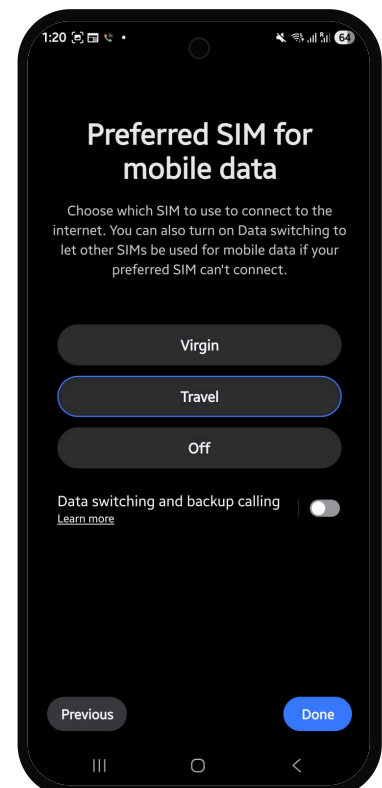 1:20
64
Preferred SIM for
mobile data
Choose which SIM to use to connect to the
internet. You can also turn on Data switching to
let other SIMs be used for mobile data if your
preferred SIM can't connect.
Virgin
Travel
Off
Data switching and backup calling
Learn more
Previous
Done